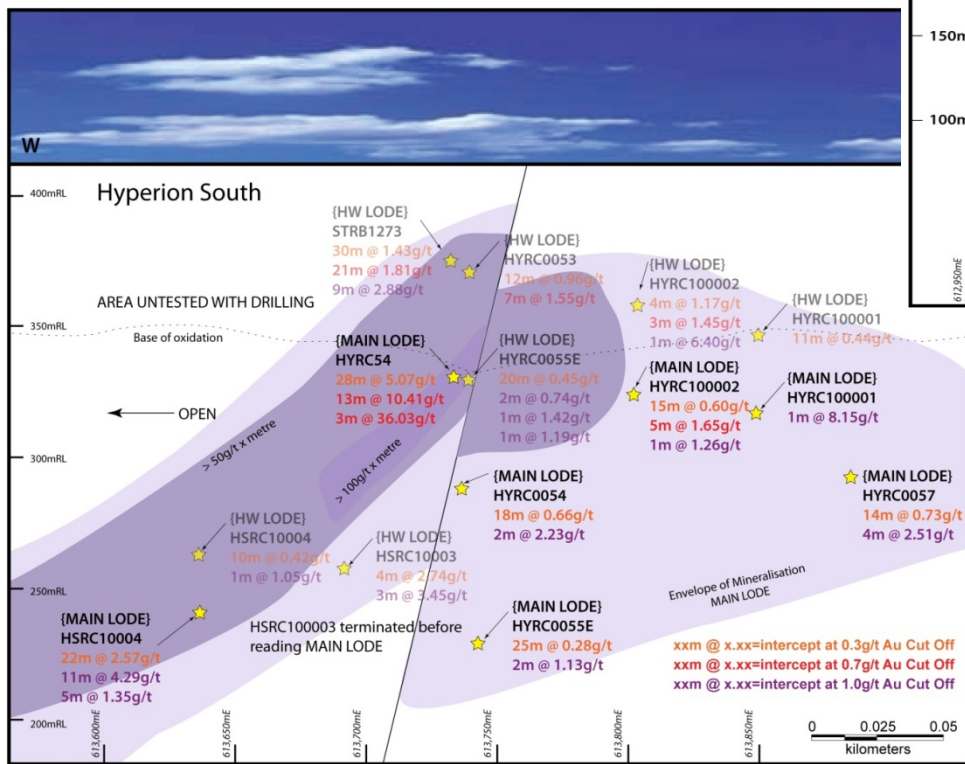 150m
100m
612,950mE
W
Hyperion South
400mRL
{HW LODE}
STRB1273
30m @ 1.43g/t
21m @ 1.81g/t
9m @ 2.88g/t
{HW LODE}
HYRC0053
12m @ 0.96g/t
7m @ 1.55g/t
{HW LODE}
HYRC100002
4m @ 1.17g/t
3m @ 1.45g/t
1m @ 6.40g/t
{HW LODE}
HYRC100001
11m @ 0.44g/t
AREA UNTESTED WITH DRILLING
350mRL
Base of oxidation
{MAIN LODE}
HYRC54
28m @ 5.07g/t
13m @ 10.41g/t
3m @ 36.03g/t
{HW LODE}
HYRC0055E
20m @ 0.45g/t
2m @ 0.74g/t
1m @ 1.42g/t
1m @ 1.19g/t
{MAIN LODE}
HYRC100002
15m @ 0.60g/t
5m @ 1.65g/t
1m @ 1.26g/t
{MAIN LODE}
HYRC100001
1m @ 8.15g/t
OPEN
300mRL
> 50g/t x metre
> 100g/t x metre
{MAIN LODE}
HYRC0054
18m @ 0.66g/t
2m @ 2.23g/t
{MAIN LODE}
HYRC0057
14m @ 0.73g/t
4m @ 2.51g/t
{HW LODE}
HSRC10004
10m @ 0.42g/t
1m @ 1.05g/t
{HW LODE}
HSRC10003
4m @ 2.74g/t
3m @ 3.45g/t
250mRL
Envelope of Mineralisation
MAIN LODE
{MAIN LODE}
HSRC10004
22m @ 2.57g/t
11m @ 4.29g/t
5m @ 1.35g/t
HSRC100003 terminated before
reading MAIN LODE
{MAIN LODE}
HYRC0055E
25m @ 0.28g/t
2m @ 1.13g/t
xxm @ x.xx=intercept at 0.3g/t Au Cut Off
xxm @ x.xx=intercept at 0.7g/t Au Cut Off
xxm @ x.xx=intercept at 1.0g/t Au Cut Off
200mRL
613,600mE
613,650mE
613,700mE
613,750mE
613,800mE
613,850mE
0 0.025 0.05
kilometers